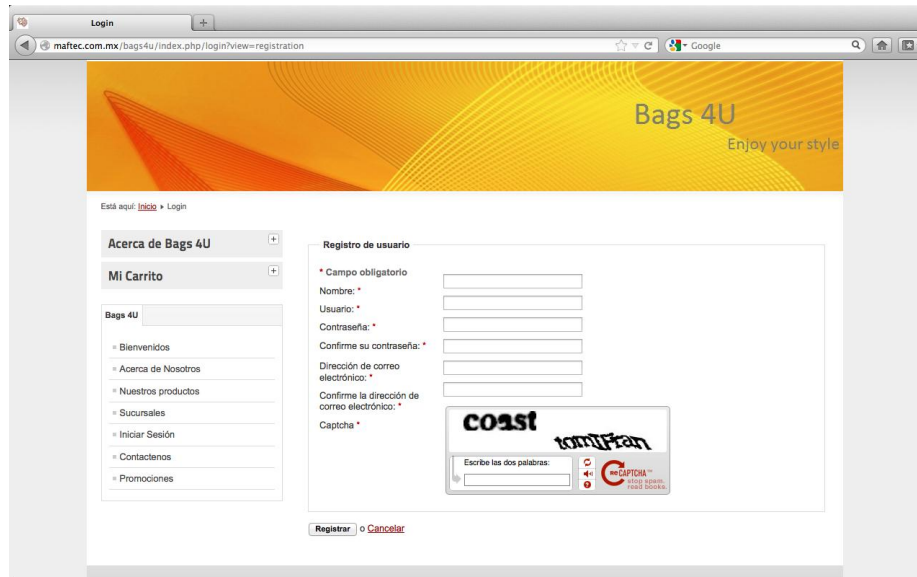 Login
+
maftec.com.mx/bags4u/index.php/login?view=registration
Google
Bags 4U
Enjoy your style
Está aquí: Inicio ▸ Login
Acerca de Bags 4U
+
Mi Carrito
+
Bags 4U
Bienvenidos
Acerca de Nosotros
Nuestros productos
Sucursales
Iniciar Sesión
Contactenos
Promociones
Registro de usuario
* Campo obligatorio
Nombre: *
Usuario: *
Contraseña: *
Confirme su contraseña: *
Dirección de correo
electrónico: *
Confirme la dirección de
correo electrónico: *
Captcha *
coast
tomIFran
Escribe las dos palabras:
reCAPTCHA™
stop spam.
read books.
Registrar o Cancelar